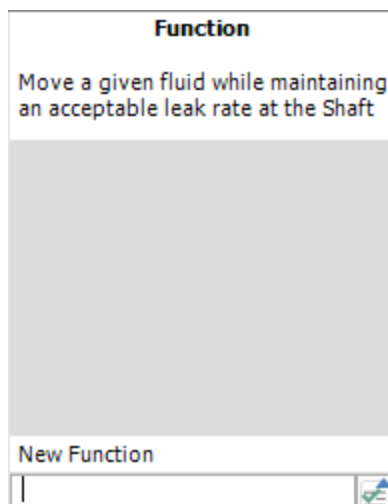 Function
Move a given fluid while maintaining
an acceptable leak rate at the Shaft
New Function